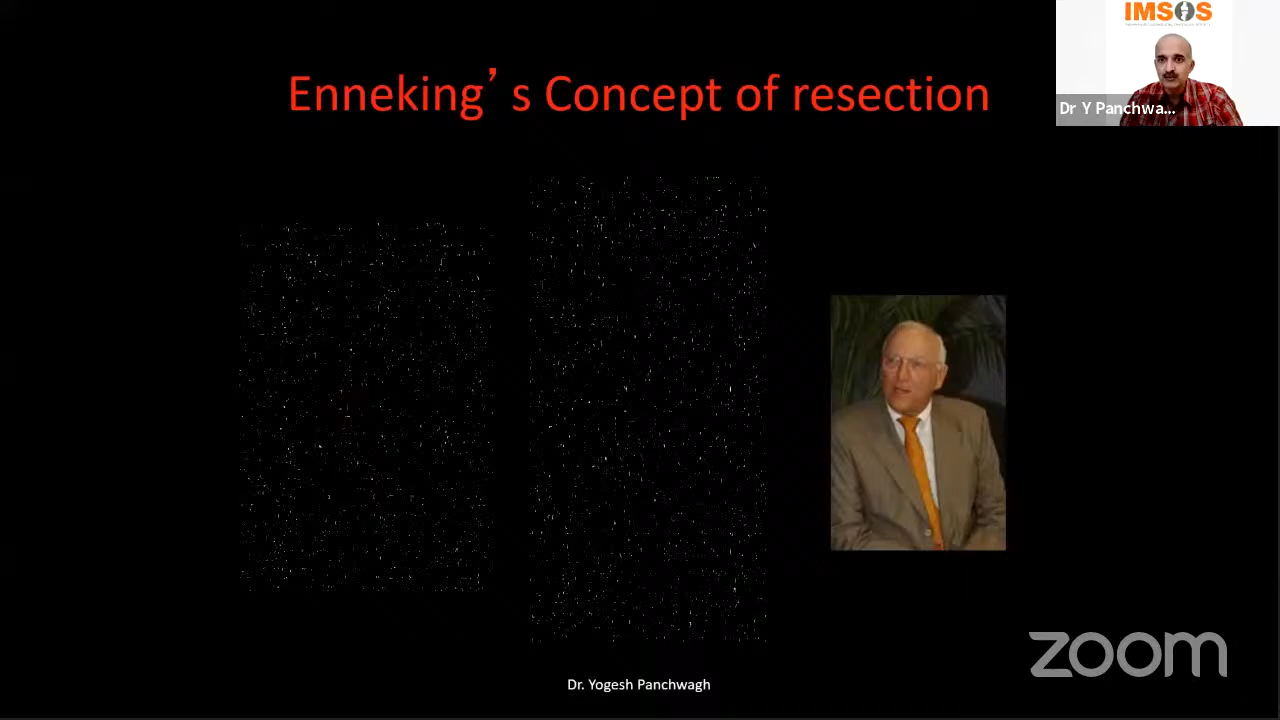 IMSOS
Dr Y Panchwa...
Enneking's Concept of resection
zoom
Dr. Yogesh Panchwagh